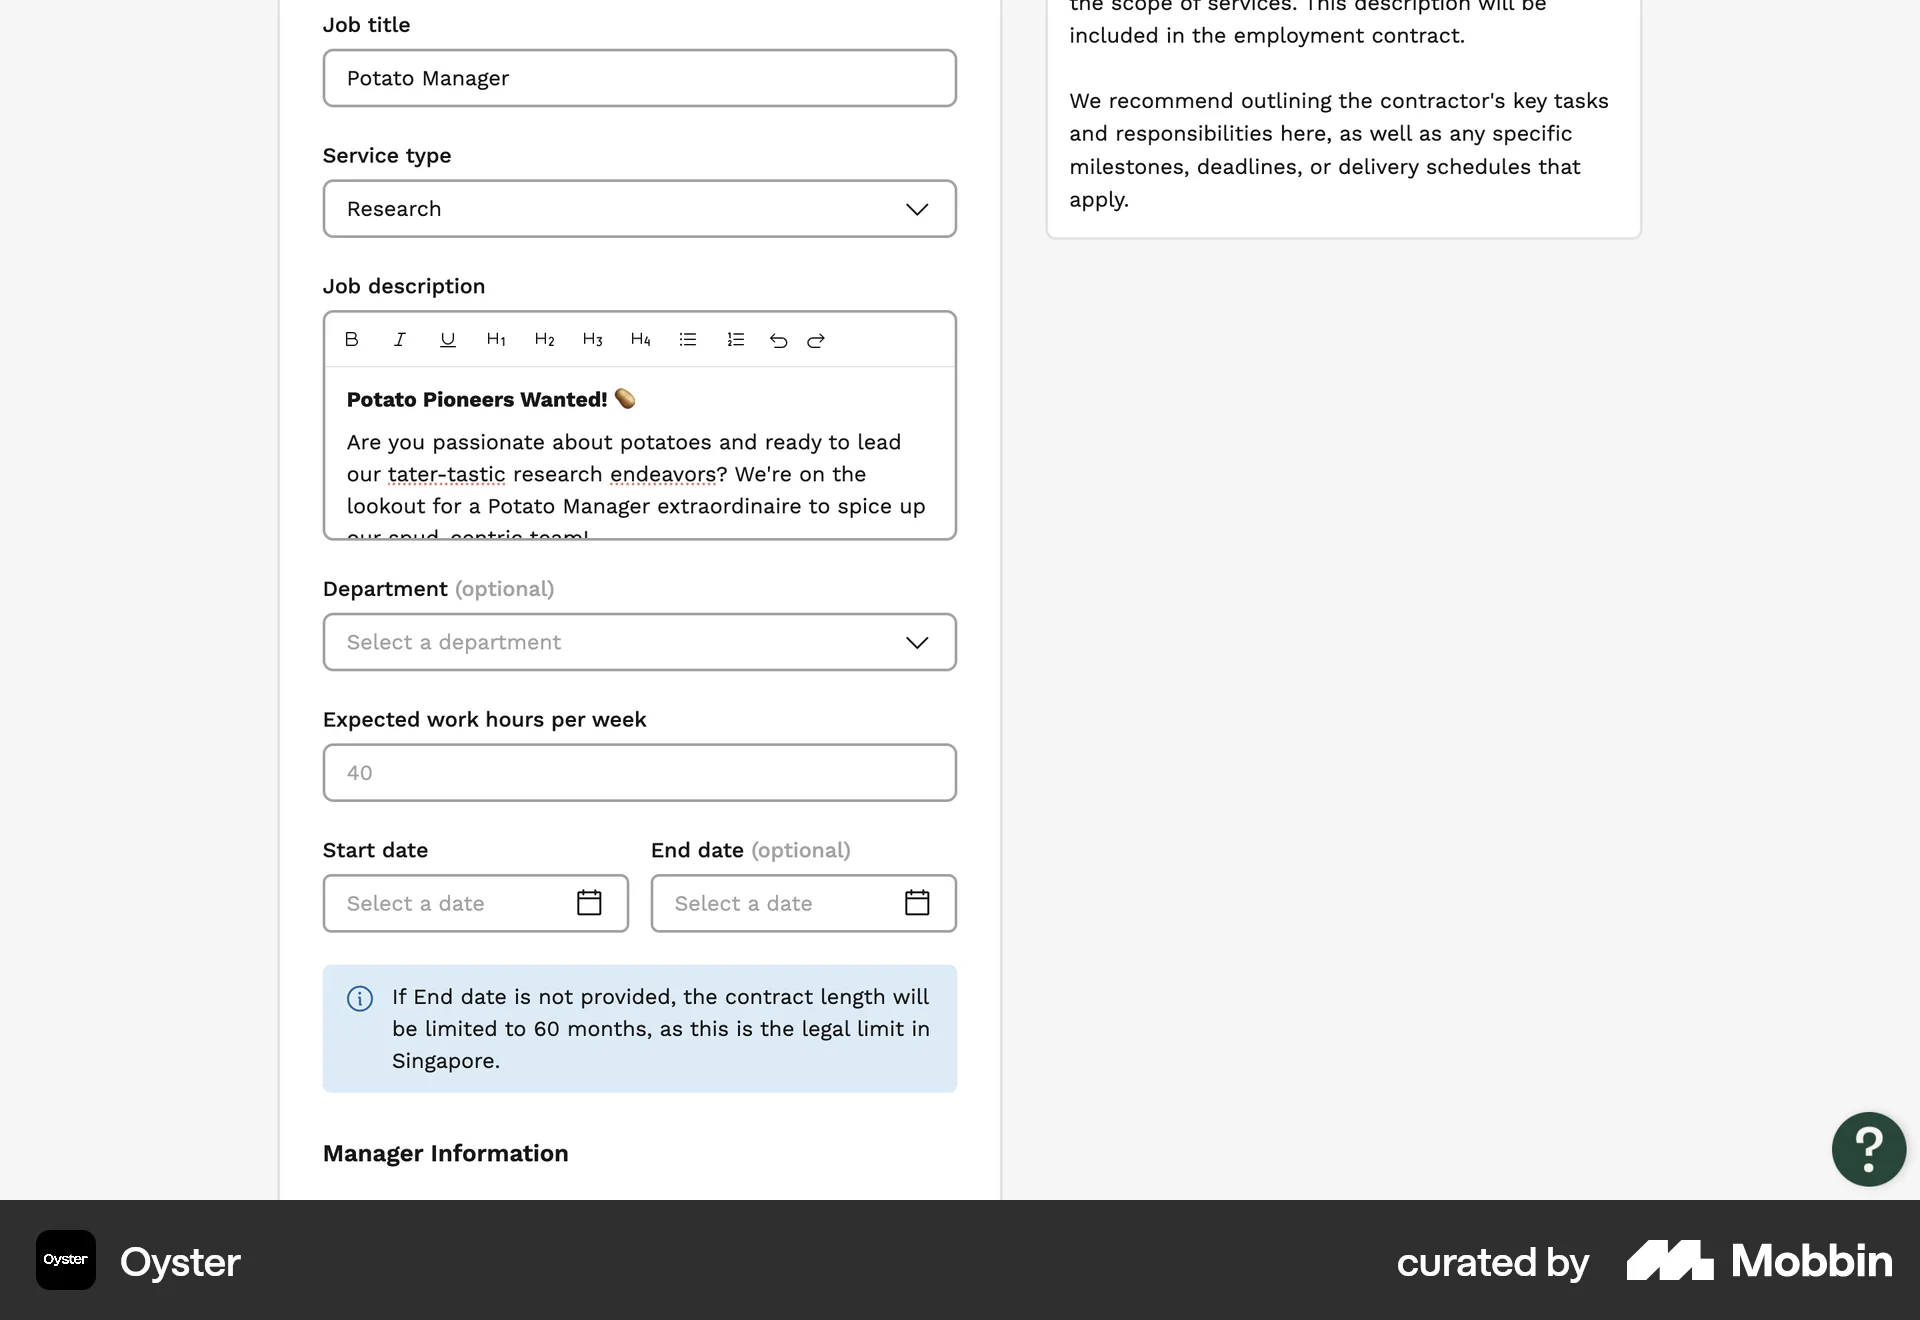 Job title
Potato Manager
Service type
Research
Job description
B I U H1 H2 H3 H4
Potato Pioneers Wanted! 🥔
Are you passionate about potatoes and ready to lead
our tater-tastic research endeavors? We're on the
lookout for a Potato Manager extraordinaire to spice up
our spud-centric team!
Department (optional)
Select a department
Expected work hours per week
40
Start date
Select a date
End date (optional)
Select a date
If End date is not provided, the contract length will
be limited to 60 months, as this is the legal limit in
Singapore.
Manager Information
the scope of services. This description will be
included in the employment contract.
We recommend outlining the contractor's key tasks
and responsibilities here, as well as any specific
milestones, deadlines, or delivery schedules that
apply.
?
Oyster
Oyster
curated by
Mobbin